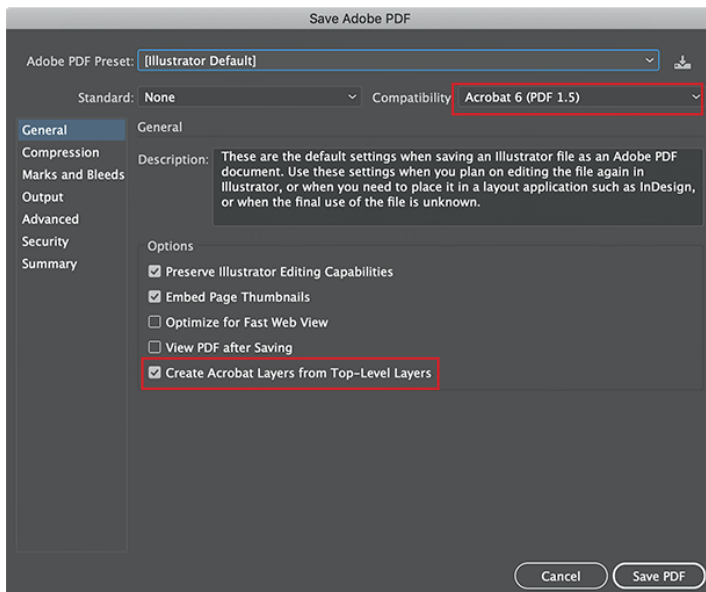 Save Adobe PDF
Adobe PDF Preset: [Illustrator Default]
Standard: None Compatibility Acrobat 6 (PDF 1.5)
General
Compression
Marks and Bleeds
Output
Advanced
Security
Summary
General
Description: These are the default settings when saving an Illustrator file as an Adobe PDF
document. Use these settings when you plan on editing the file again in
Illustrator, or when you need to place it in a layout application such as InDesign,
or when the final use of the file is unknown.
Options
Preserve Illustrator Editing Capabilities
Embed Page Thumbnails
Optimize for Fast Web View
View PDF after Saving
Create Acrobat Layers from Top-Level Layers
Cancel Save PDF